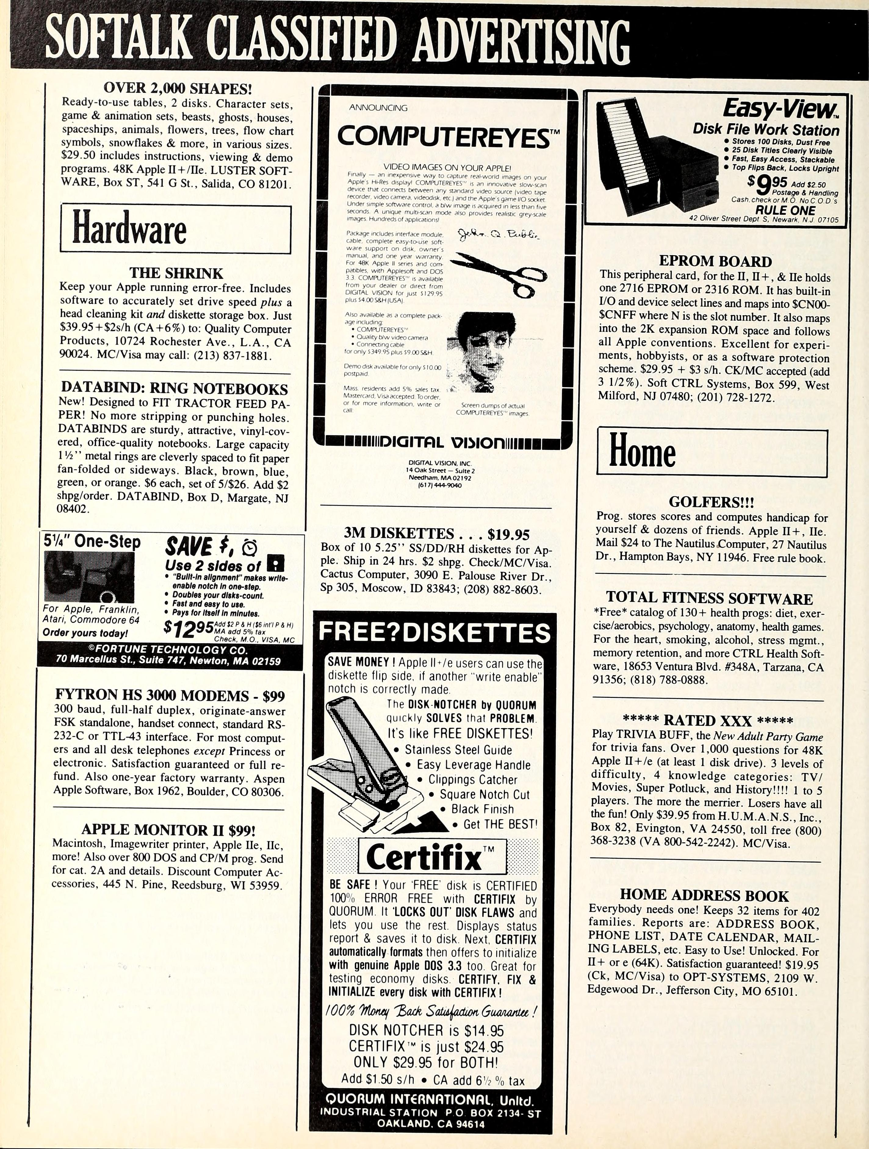 SOFTALK CLASSIFIED ADVERTISING
OVER 2,000 SHAPES!
Ready-to-use tables, 2 disks. Character sets,
game & animation sets, beasts, ghosts, houses,
spaceships, animals, flowers, trees, flow chart
symbols, snowflakes & more, in various sizes.
$29.50 includes instructions, viewing & demo
programs. 48K Apple II+/IIe. LUSTER SOFT-
WARE, Box ST, 541 G St., Salida, CO 81201.
Hardware
THE SHRINK
Keep your Apple running error-free. Includes
software to accurately set drive speed plus a
head cleaning kit and diskette storage box. Just
$39.95+$2s/h (CA+6%) to: Quality Computer
Products, 10724 Rochester Ave., L.A., CA
90024. MC/Visa may call: (213) 837-1881.
DATABIND: RING NOTEBOOKS
New! Designed to FIT TRACTOR FEED PA-
PER! No more stripping or punching holes.
DATABINDS are sturdy, attractive, vinyl-cov-
ered, office-quality notebooks. Large capacity
1½'' metal rings are cleverly spaced to fit paper
fan-folded or sideways. Black, brown, blue,
green, or orange. $6 each, set of 5/$26. Add $2
shpg/order. DATABIND, Box D, Margate, NJ
08402.
5¼" One-Step
For Apple, Franklin,
Atari, Commodore 64
Order yours today!
SAVE $,
Use 2 sides of
• "Built-in alignment" makes write-
enable notch in one-step.
• Doubles your disks-count.
• Fast and easy to use.
• Pays for itself in minutes.
$12.95 Add $2 P & H ($6 int'l P & H)
MA add 5% tax
Check, M.O., VISA, MC
©FORTUNE TECHNOLOGY CO.
70 Marcellus St., Suite 747, Newton, MA 02159
FYTRON HS 3000 MODEMS - $99
300 baud, full-half duplex, originate-answer
FSK standalone, handset connect, standard RS-
232-C or TTL-43 interface. For most comput-
ers and all desk telephones except Princess or
electronic. Satisfaction guaranteed or full re-
fund. Also one-year factory warranty. Aspen
Apple Software, Box 1962, Boulder, CO 80306.
APPLE MONITOR II $99!
Macintosh, Imagewriter printer, Apple IIe, IIc,
more! Also over 800 DOS and CP/M prog. Send
for cat. 2A and details. Discount Computer Ac-
cessories, 445 N. Pine, Reedsburg, WI 53959.
ANNOUNCING
COMPUTEREYES™
VIDEO IMAGES ON YOUR APPLE!
Finally — an inexpensive way to capture real-world images on your
Apple's Hi-Res display! COMPUTEREYES™ is an innovative slow-scan
device that connects between any standard video source (video tape
recorder, video camera, videodisk, etc.) and the Apple's game I/O socket.
Under simple software control, a b/w image is acquired in less than five
seconds. A unique multi-scan mode also provides realistic grey-scale
images. Hundreds of applications!
Package includes interface module,
cable, complete easy-to-use soft-
ware support on disk, owner's
manual, and one year warranty.
For 48K Apple II series and com-
patibles, with Applesoft and DOS
3.3. COMPUTEREYES™ is available
from your dealer or direct from
DIGITAL VISION for just $129.95
plus $4.00 S&H (USA)
John Q. Public
Also available as a complete pack-
age including:
• COMPUTEREYES™
• Quality b/w video camera
• Connecting cable
for only $349.95 plus $9.00 S&H
Demo disk available for only $10.00
postpaid.
Mass. residents add 5% sales tax.
Mastercard, Visa accepted. To order,
or for more information, write or
call
Screen dumps of actual
COMPUTEREYES™ images.
DIGITAL VISION
DIGITAL VISION, INC.
14 Oak Street — Suite 2
Needham, MA 02192
(617) 444-9040
3M DISKETTES . . . $19.95
Box of 10 5.25'' SS/DD/RH diskettes for Ap-
ple. Ship in 24 hrs. $2 shpg. Check/MC/Visa.
Cactus Computer, 3090 E. Palouse River Dr.,
Sp 305, Moscow, ID 83843; (208) 882-8603.
FREE?DISKETTES
SAVE MONEY! Apple II+/e users can use the
diskette flip side, if another "write enable"
notch is correctly made.
The DISK-NOTCHER by QUORUM
quickly SOLVES that PROBLEM.
It's like FREE DISKETTES!
• Stainless Steel Guide
• Easy Leverage Handle
• Clippings Catcher
• Square Notch Cut
• Black Finish
• Get THE BEST!
Certifix™
BE SAFE! Your 'FREE' disk is CERTIFIED
100% ERROR FREE with CERTIFIX by
QUORUM. It 'LOCKS OUT' DISK FLAWS and
lets you use the rest. Displays status
report & saves it to disk. Next, CERTIFIX
automatically formats then offers to initialize
with genuine Apple DOS 3.3 too. Great for
testing economy disks. CERTIFY, FIX &
INITIALIZE every disk with CERTIFIX!
100% Money Back Satisfaction Guarantee!
DISK NOTCHER is $14.95
CERTIFIX™ is just $24.95
ONLY $29.95 for BOTH!
Add $1.50 s/h • CA add 6½ % tax
QUORUM INTERNATIONAL, Unltd.
INDUSTRIAL STATION P.O. BOX 2134-ST
OAKLAND, CA 94614
Easy-View™
Disk File Work Station
• Stores 100 Disks, Dust Free
• 25 Disk Titles Clearly Visible
• Fast, Easy Access, Stackable
• Top Flips Back, Locks Upright
$9.95 Add $2.50
Postage & Handling
Cash, check or M.O. No C.O.D.'s
RULE ONE
42 Oliver Street Dept S, Newark, N.J. 07105
EPROM BOARD
This peripheral card, for the II, II+, & IIe holds
one 2716 EPROM or 2316 ROM. It has built-in
I/O and device select lines and maps into $CN00-
$CNFF where N is the slot number. It also maps
into the 2K expansion ROM space and follows
all Apple conventions. Excellent for experi-
ments, hobbyists, or as a software protection
scheme. $29.95 + $3 s/h. CK/MC accepted (add
3 1/2%). Soft CTRL Systems, Box 599, West
Milford, NJ 07480; (201) 728-1272.
Home
GOLFERS!!!
Prog. stores scores and computes handicap for
yourself & dozens of friends. Apple II+, IIe.
Mail $24 to The Nautilus Computer, 27 Nautilus
Dr., Hampton Bays, NY 11946. Free rule book.
TOTAL FITNESS SOFTWARE
*Free* catalog of 130+ health progs: diet, exer-
cise/aerobics, psychology, anatomy, health games.
For the heart, smoking, alcohol, stress mgmt.,
memory retention, and more CTRL Health Soft-
ware, 18653 Ventura Blvd. #348A, Tarzana, CA
91356; (818) 788-0888.
***** RATED XXX *****
Play TRIVIA BUFF, the New Adult Party Game
for trivia fans. Over 1,000 questions for 48K
Apple II+/e (at least 1 disk drive). 3 levels of
difficulty, 4 knowledge categories: TV/
Movies, Super Potluck, and History!!!! 1 to 5
players. The more the merrier. Losers have all
the fun! Only $39.95 from H.U.M.A.N.S., Inc.,
Box 82, Evington, VA 24550, toll free (800)
368-3238 (VA 800-542-2242). MC/Visa.
HOME ADDRESS BOOK
Everybody needs one! Keeps 32 items for 402
families. Reports are: ADDRESS BOOK,
PHONE LIST, DATE CALENDAR, MAIL-
ING LABELS, etc. Easy to Use! Unlocked. For
II+ or e (64K). Satisfaction guaranteed! $19.95
(Ck, MC/Visa) to OPT-SYSTEMS, 2109 W.
Edgewood Dr., Jefferson City, MO 65101.